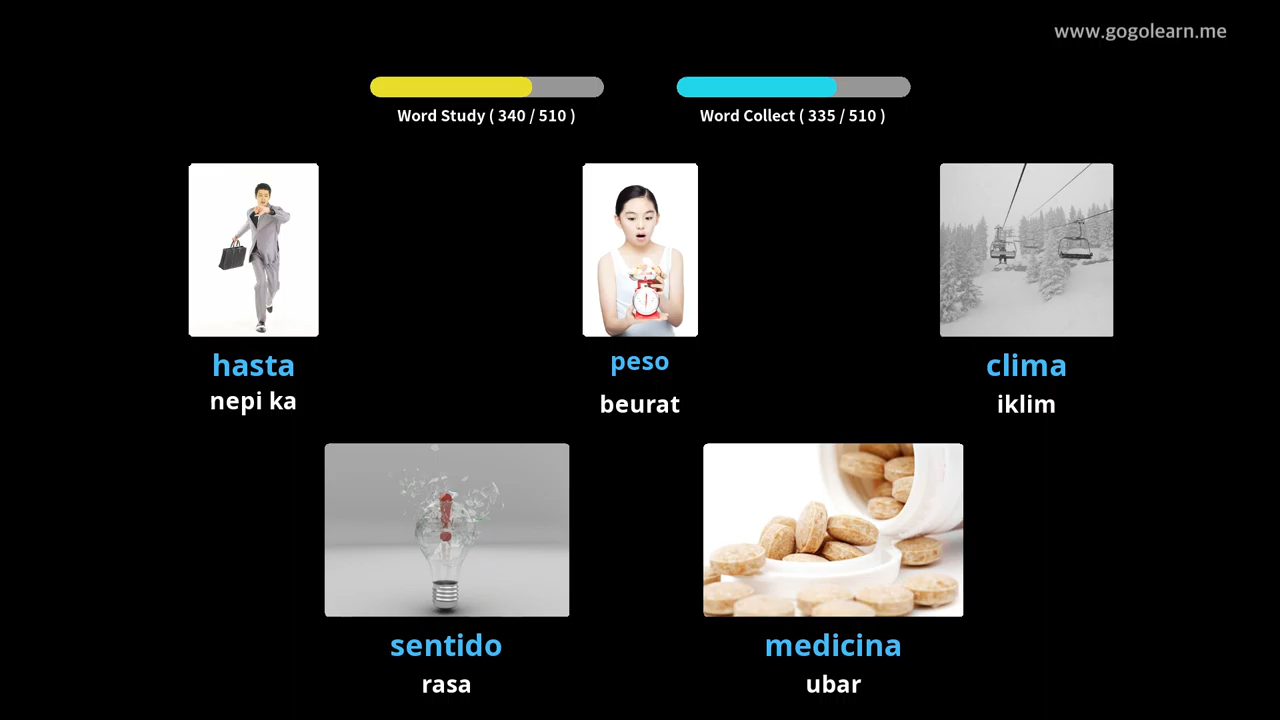 www.gogolearn.me
Word Study ( 340 / 510 )
Word Collect ( 335 / 510 )
hasta
nepi ka
peso
beurat
clima
iklim
sentido
rasa
medicina
ubar